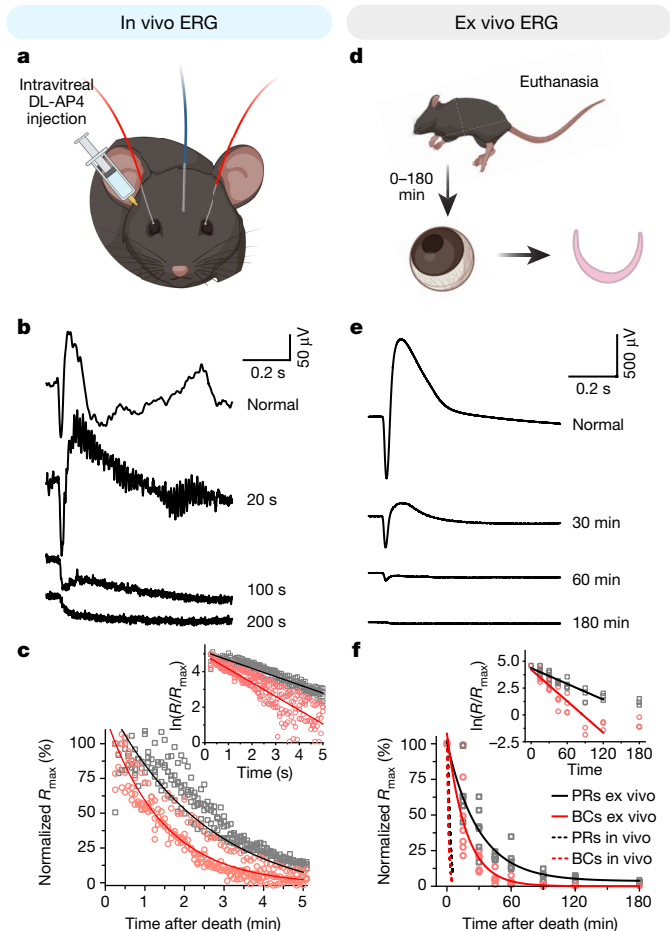 In vivo ERG
Ex vivo ERG
a
Intravitreal
DL-AP4
injection
d
Euthanasia
0–180
min
b
50 µV
0.2 s
Normal
20 s
100 s
200 s
e
500 µV
0.2 s
Normal
30 min
60 min
180 min
c
ln(R/Rmax)
4.0
2.0
0
0 1 2 3 4 5
Time (s)
Normalized Rmax (%)
100
75
50
25
0
0 1 2 3 4 5
Time after death (min)
f
ln(R/Rmax)
5.0
2.5
0
−2.5
0 60 120 180
Time
Normalized Rmax (%)
100
75
50
25
0
PRs ex vivo
BCs ex vivo
PRs in vivo
BCs in vivo
0 60 120 180
Time after death (min)